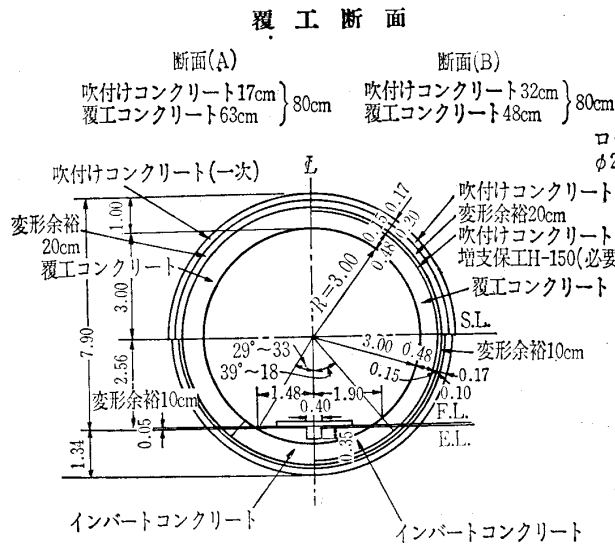 覆工断面
断面(A)
吹付けコンクリート17cm
覆工コンクリート63cm
80cm
断面(B)
吹付けコンクリート32cm
覆工コンクリート48cm
80cm
ロ
φ2
℄
吹付けコンクリート(一次)
変形余裕
20cm
覆工コンクリート
1.00
3.00
7.90
2.56
1.34
0.05
変形余裕10cm
R=3.00
0.15 0.17
0.48 0.20
吹付けコンクリート
変形余裕20cm
吹付けコンクリート
増支保工H-150(必要
覆工コンクリート
S.L.
変形余裕10cm
3.00 0.48
0.15
0.17
0.10
29°~33
39°~18
1.48
1.90
0.40
0.35
F.L.
E.L.
インバートコンクリート
インバートコンクリート